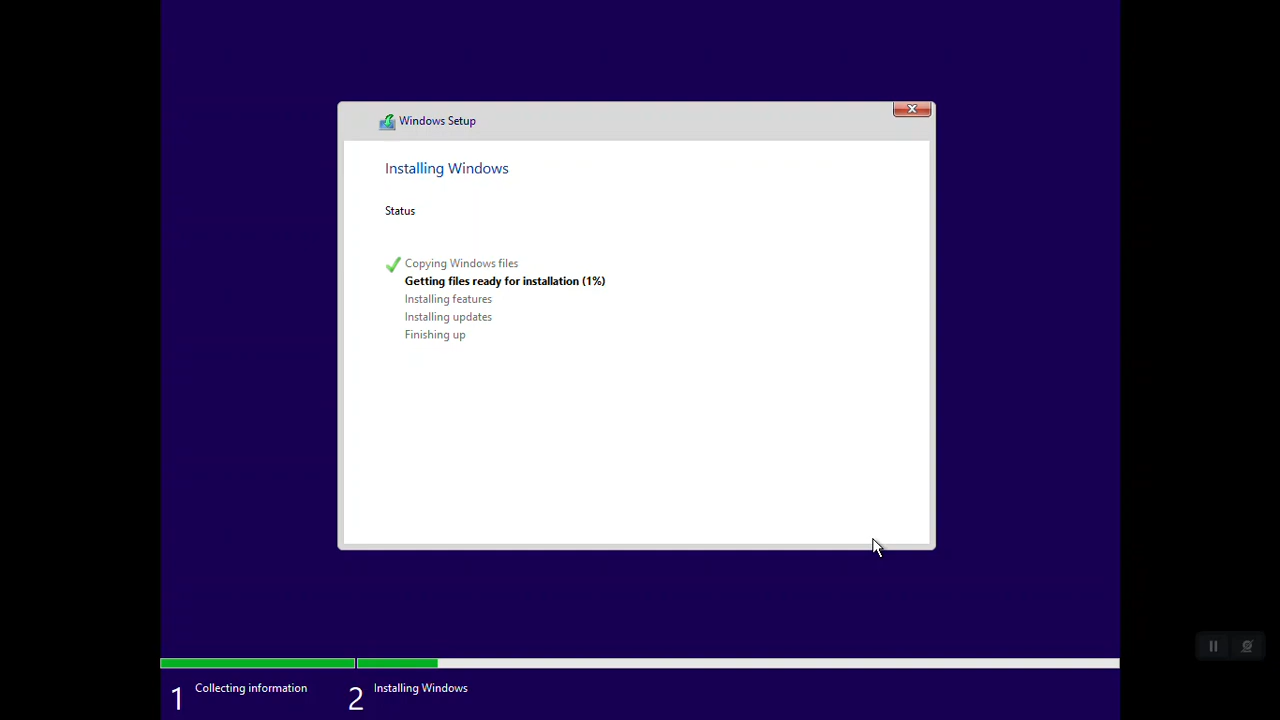 Windows Setup
Installing Windows
Status
Copying Windows files
Getting files ready for installation (1%)
Installing features
Installing updates
Finishing up
1 Collecting information
2 Installing Windows